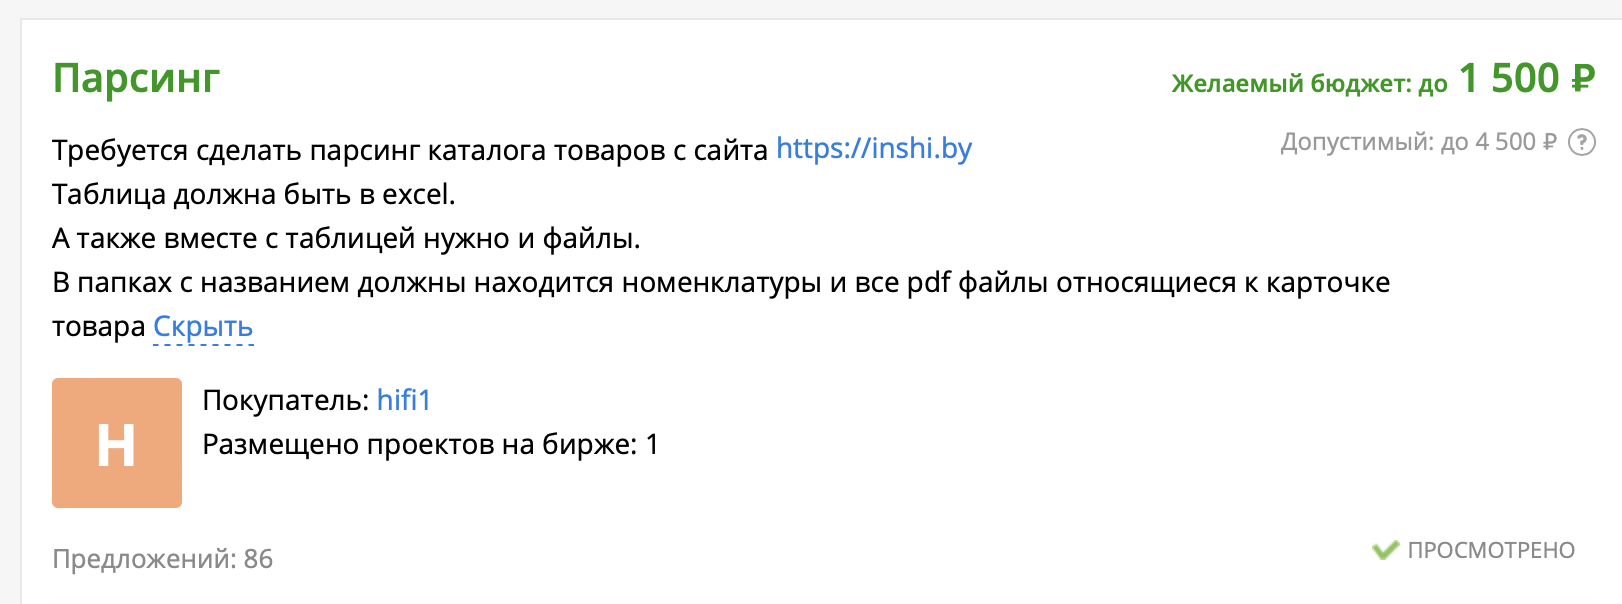 Парсинг
Желаемый бюджет: до 1 500 ₽
Допустимый: до 4 500 ₽ ?
Требуется сделать парсинг каталога товаров с сайта https://inshi.by
Таблица должна быть в excel.
А также вместе с таблицей нужно и файлы.
В папках с названием должны находится номенклатуры и все pdf файлы относящиеся к карточке
товара Скрыть
H
Покупатель: hifi1
Размещено проектов на бирже: 1
Предложений: 86
ПРОСМОТРЕНО